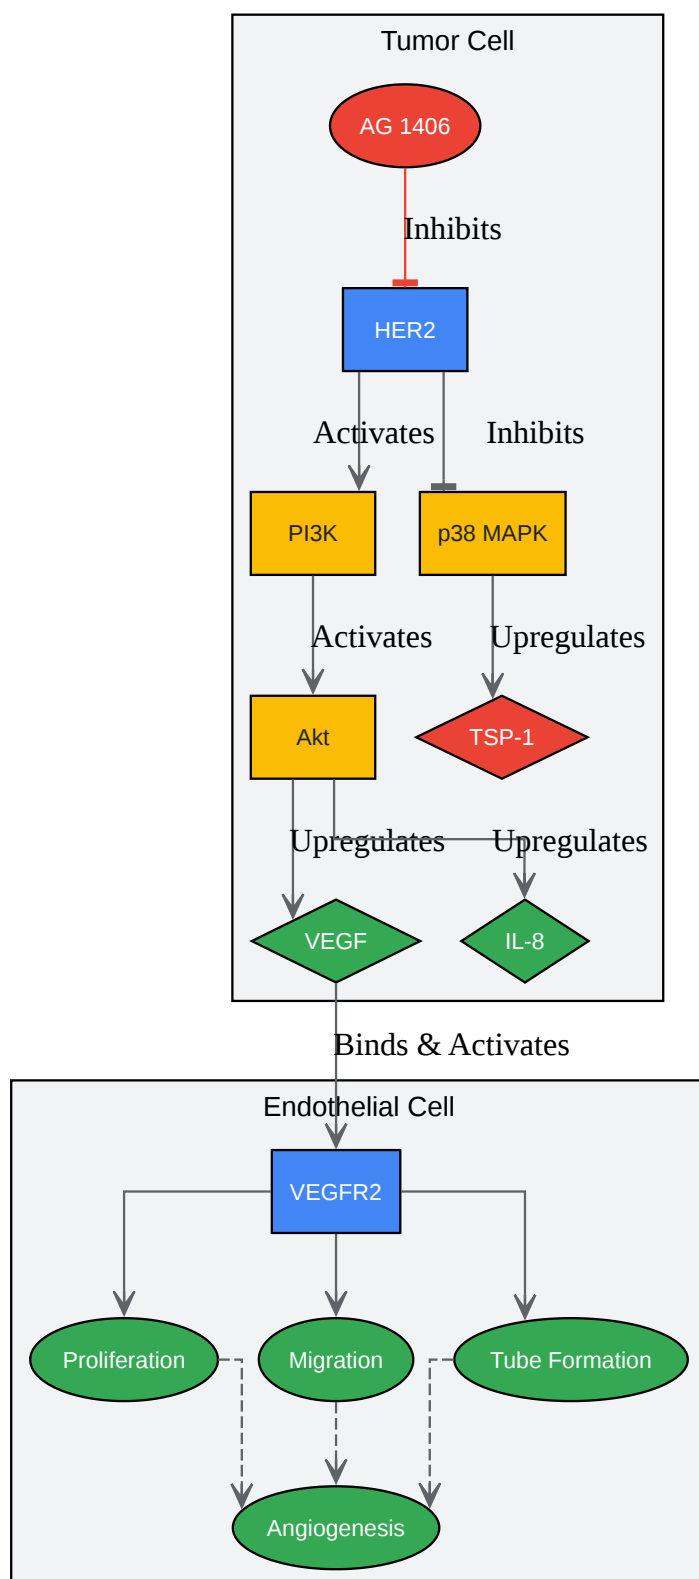 Tumor Cell
AG 1406
Inhibits
HER2
Activates
Inhibits
PI3K
p38 MAPK
Activates
Upregulates
Akt
TSP-1
Upregulates
Upregulates
VEGF
IL-8
Binds & Activates
Endothelial Cell
VEGFR2
Proliferation
Migration
Tube Formation
Angiogenesis